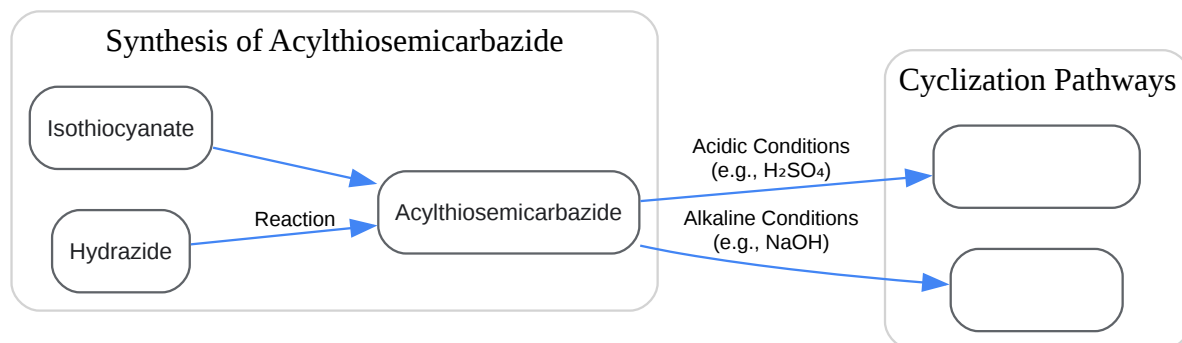 Synthesis of Acylthiosemicarbazide
Isothiocyanate
Hydrazide
Reaction
Acylthiosemicarbazide
Acidic Conditions
(e.g., H₂SO₄)
Alkaline Conditions
(e.g., NaOH)
Cyclization Pathways